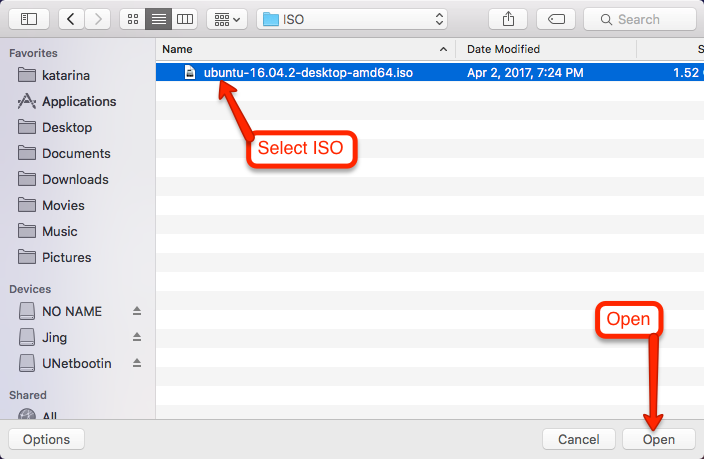 ISO
Search
Favorites
katarina
Applications
Desktop
Documents
Downloads
Movies
Music
Pictures
Devices
NO NAME
Jing
UNetbootin
Shared
All
Name
Date Modified
S
ubuntu-16.04.2-desktop-amd64.iso
Apr 2, 2017, 7:24 PM
1.52
Select ISO
Open
Options
Cancel
Open